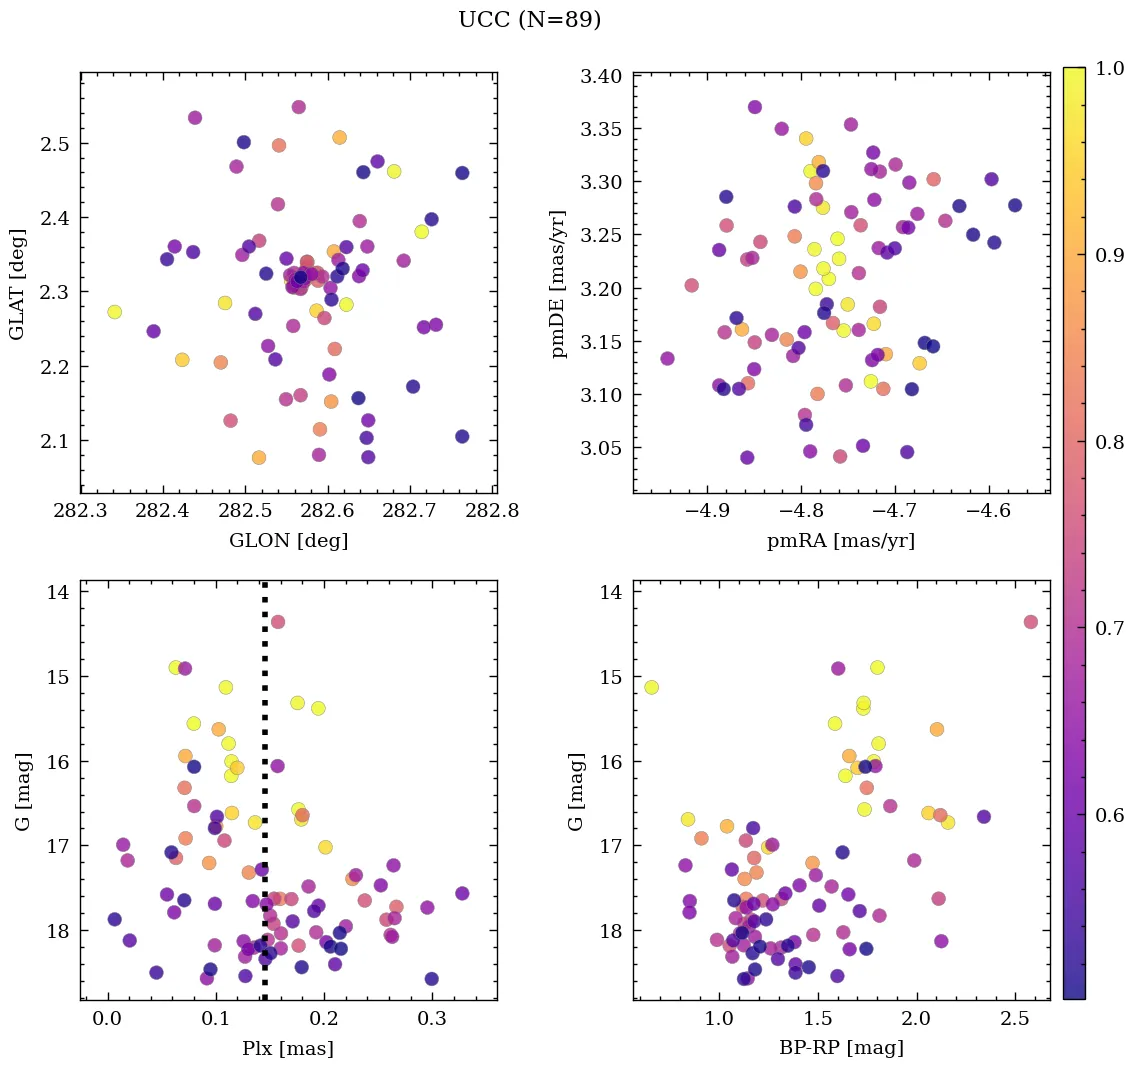 UCC (N=89)
GLAT [deg]
2.5
2.4
2.3
2.2
2.1
282.3 282.4 282.5 282.6 282.7 282.8
GLON [deg]
pmDE [mas/yr]
3.40
3.35
3.30
3.25
3.20
3.15
3.10
3.05
−4.9 −4.8 −4.7 −4.6
pmRA [mas/yr]
1.0
0.9
0.8
0.7
0.6
G [mag]
14
15
16
17
18
0.0 0.1 0.2 0.3
Plx [mas]
G [mag]
14
15
16
17
18
1.0 1.5 2.0 2.5
BP-RP [mag]